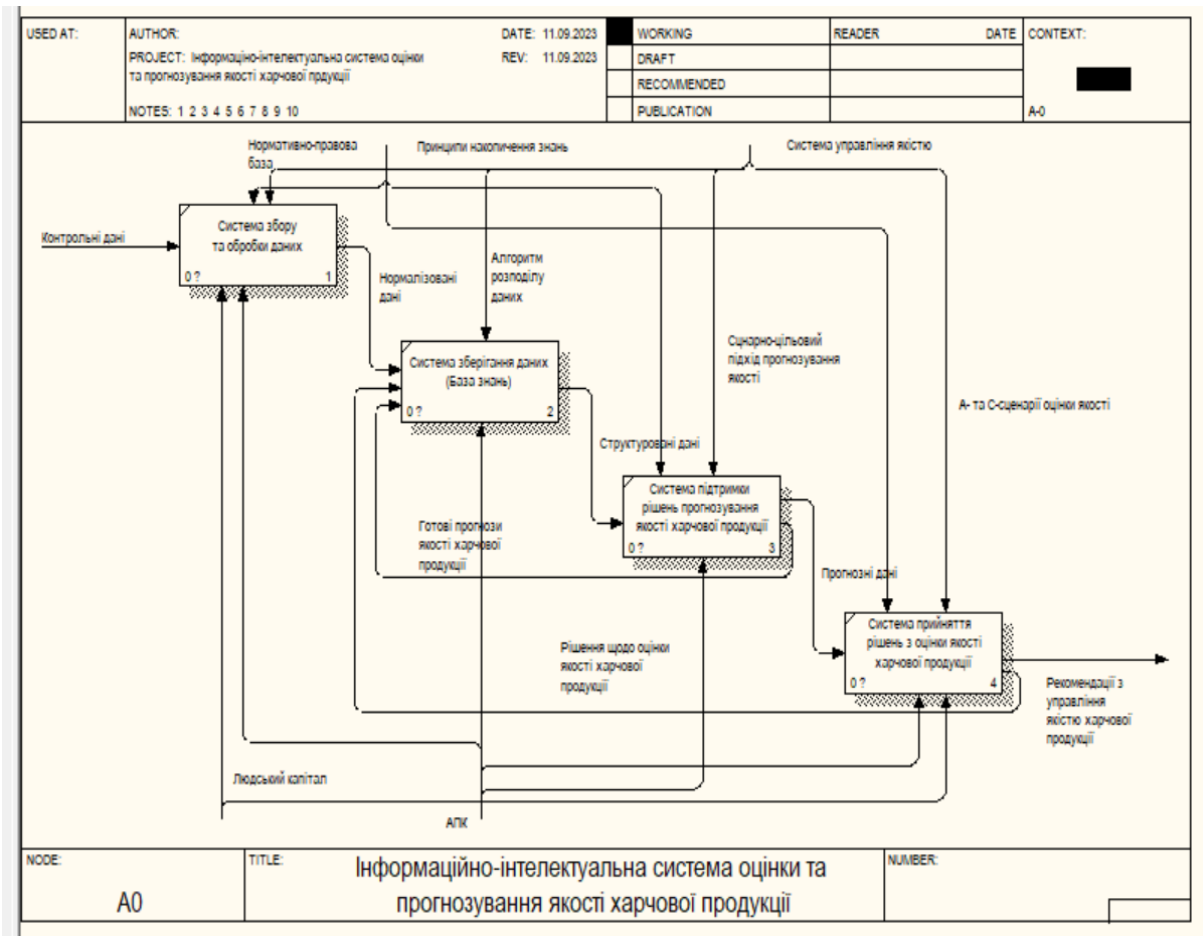 USED AT:
AUTHOR:
DATE: 11.09.2023
WORKING
READER
DATE
CONTEXT:
PROJECT: Інформаціно-інтелектуальна система оцінки
та прогнозування якості харчової прдукції
REV: 11.09.2023
DRAFT
RECOMMENDED
NOTES: 1 2 3 4 5 6 7 8 9 10
PUBLICATION
A-0
Нормативно-правова
база
Принципи накопичення знань
Система управління якістю
Контрольні дані
Система збору
та обробки даних
0 ?
1
Нормалізовані
дані
Алгоритм
розподілу
даних
Система зберігання даних
(База знань)
0 ?
2
Сцнарно-цільовий
підхід прогнозування
якості
А- та С-сценарії оцінки якості
Структуровані дані
Система підтримки
рішень прогнозування
якості харчової продукції
0 ?
3
Готові прогнози
якості харчової
продукції
Прогнозні дані
Система прийняття
рішень з оцінки якості
харчової продукції
0 ?
4
Рішення щодо оцінки
якості харчової
продукції
Рекомендації з
управління
якістю харчової
продукції
Людський капітал
АПК
NODE:
TITLE:
NUMBER:
A0
Інформаційно-інтелектуальна система оцінки та
прогнозування якості харчової продукції